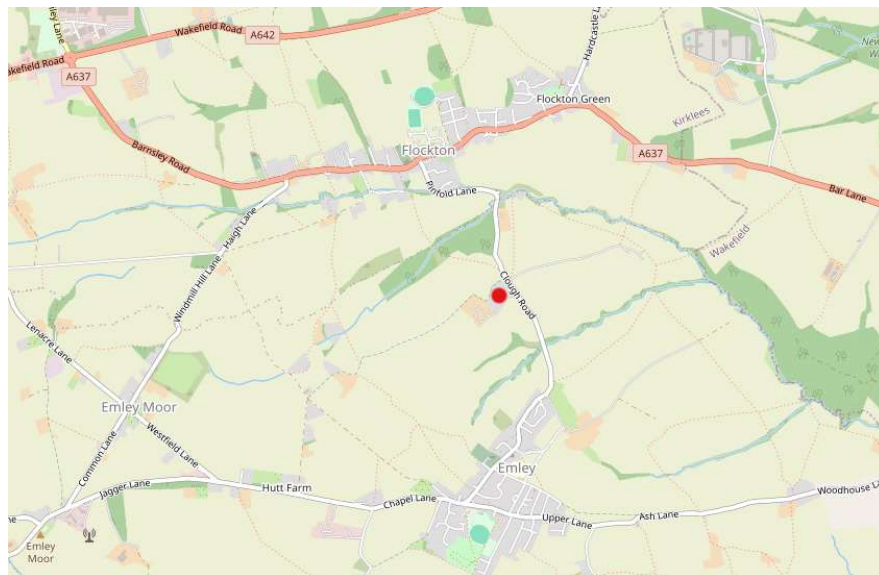 Wakefield Road
A642
Wakefield Road
A637
Barnsley Road
Hardcastle L
Flockton Green
New
Wa
Kirklees
Flockton
A637
Pinfold Lane
Bar Lane
Wakefield
Windmill Hill Lane - Haigh Lane
Clough Road
Lenacre Lane
Emley Moor
Westfield Lane
Common Lane
Emley
Jagger Lane
Hutt Farm
Chapel Lane
Woodhouse La
Upper Lane
Ash Lane
Emley
Moor